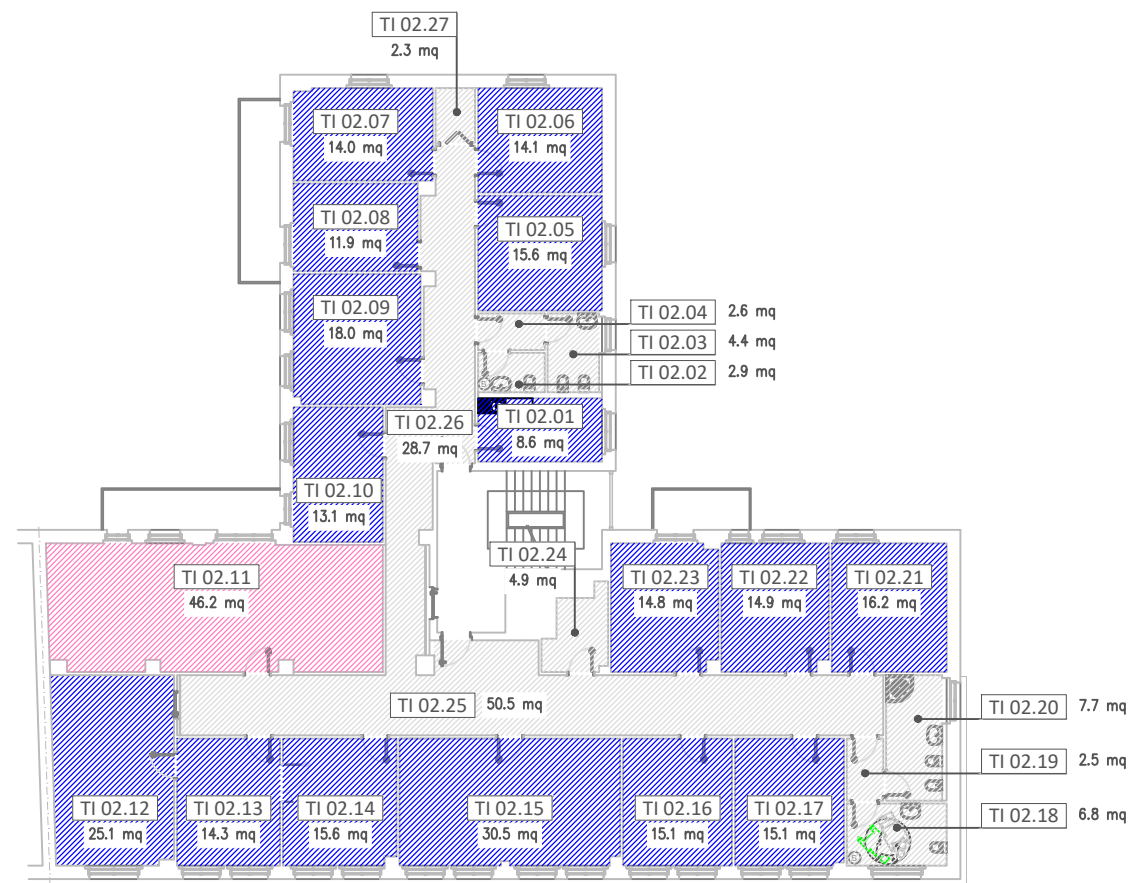 TI 02.27
2.3 mq
TI 02.07
14.0 mq
TI 02.06
14.1 mq
TI 02.08
11.9 mq
TI 02.05
15.6 mq
TI 02.09
18.0 mq
TI 02.04 2.6 mq
TI 02.03 4.4 mq
TI 02.02 2.9 mq
TI 02.26
28.7 mq
TI 02.01
8.6 mq
TI 02.10
13.1 mq
TI 02.24
4.9 mq
TI 02.11
46.2 mq
TI 02.23
14.8 mq
TI 02.22
14.9 mq
TI 02.21
16.2 mq
TI 02.25 50.5 mq
TI 02.20 7.7 mq
TI 02.19 2.5 mq
TI 02.18 6.8 mq
TI 02.12
25.1 mq
TI 02.13
14.3 mq
TI 02.14
15.6 mq
TI 02.15
30.5 mq
TI 02.16
15.1 mq
TI 02.17
15.1 mq